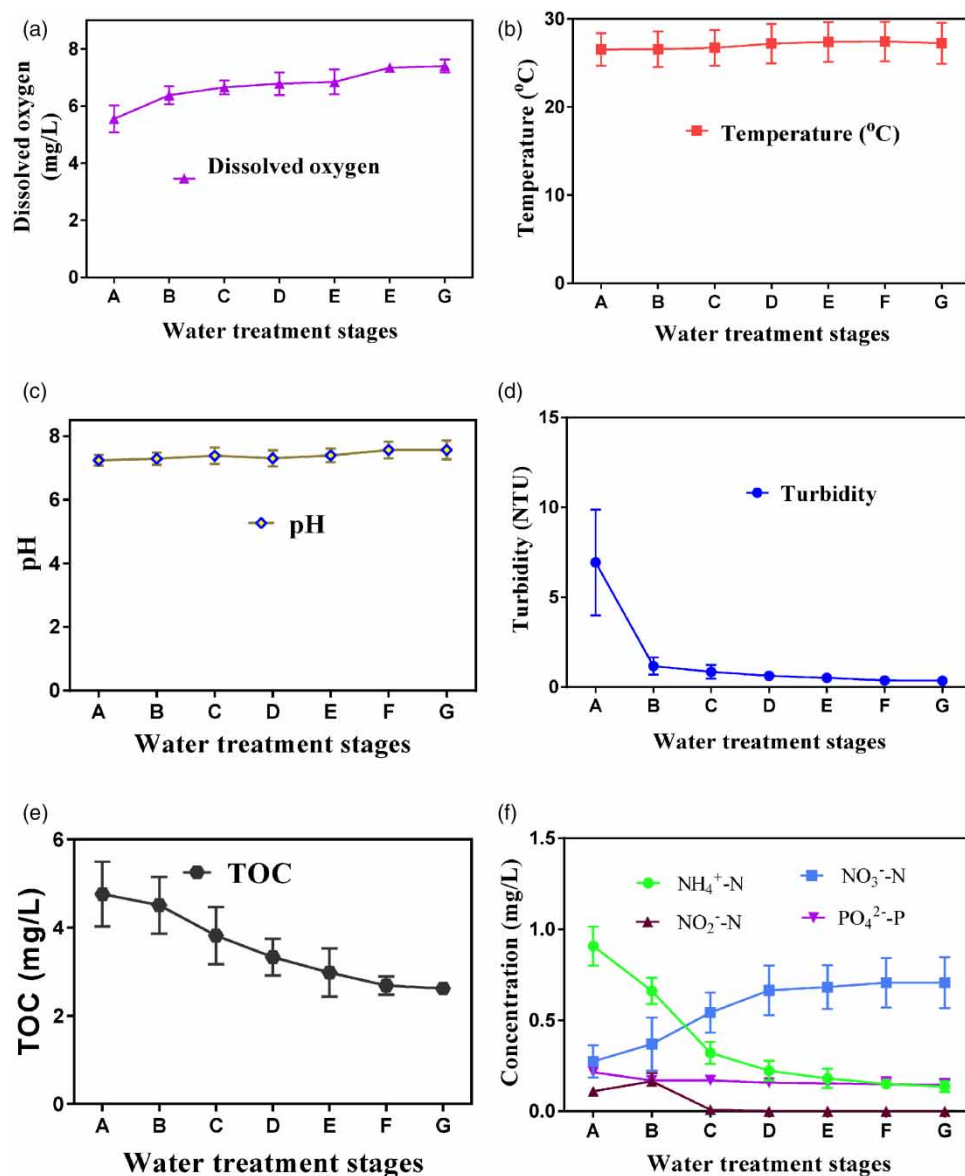 (a)
8
6
4
2
0
Dissolved oxygen
(mg/L)
Dissolved oxygen
A B C D E E G
Water treatment stages
(b)
30
20
10
0
Temperature (⁰C)
Temperature (⁰C)
A B C D E F G
Water treatment stages
(c)
8
6
4
2
0
pH
pH
A B C D E F G
Water treatment stages
(d)
15
10
5
0
Turbidity (NTU)
Turbidity
A B C D E F G
Water treatment stages
(e)
6
4
2
0
TOC (mg/L)
TOC
A B C D E F G
Water treatment stages
(f)
1.5
1.0
0.5
0.0
Concentration (mg/L)
NH₄⁺-N NO₃⁻-N
NO₂⁻-N PO₄²⁻-P
A B C D E F G
Water treatment stages